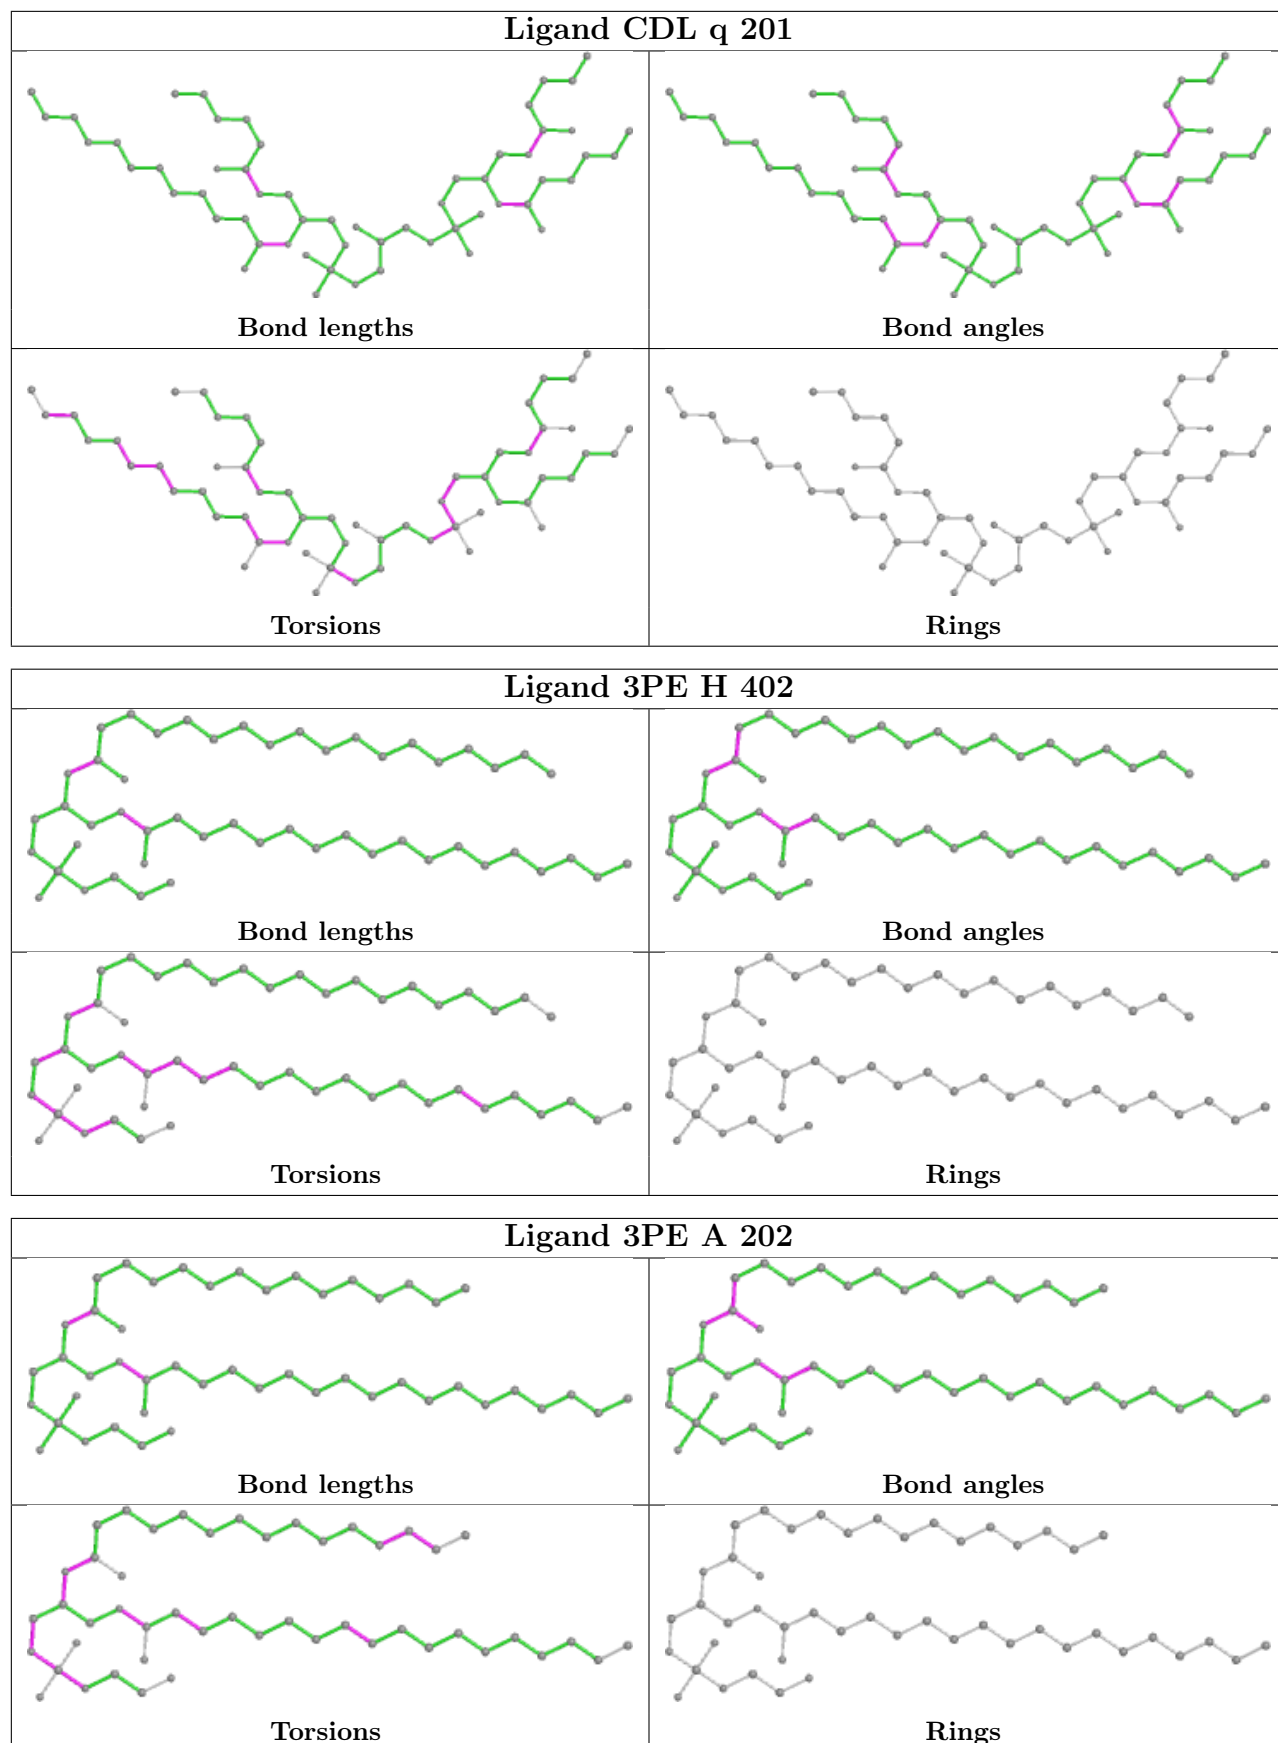 Ligand CDL q 201
Bond lengths
Bond angles
Torsions
Rings
Ligand 3PE H 402
Bond lengths
Bond angles
Torsions
Rings
Ligand 3PE A 202
Bond lengths
Bond angles
Torsions
Rings